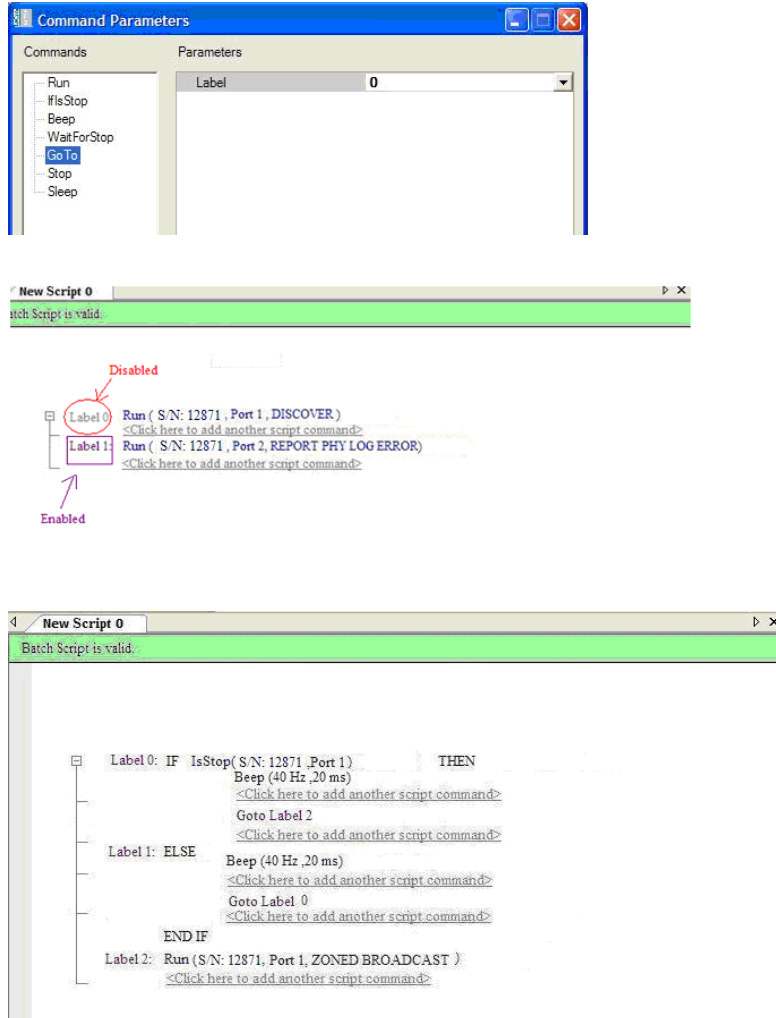 Command Parameters
Commands Parameters
Run
IfIsStop
Beep
WaitForStop
GoTo
Stop
Sleep
Label 0
New Script 0
atch Script is valid.
Disabled
Label 0: Run ( S/N: 12871 , Port 1 , DISCOVER )
<Click here to add another script command>
Label 1: Run ( S/N: 12871 , Port 2, REPORT PHY LOG ERROR)
<Click here to add another script command>
Enabled
New Script 0
Batch Script is valid.
Label 0: IF IsStop( S/N: 12871 ,Port 1) THEN
Beep (40 Hz ,20 ms)
<Click here to add another script command>
Goto Label 2
<Click here to add another script command>
Label 1: ELSE
Beep (40 Hz ,20 ms)
<Click here to add another script command>
Goto Label 0
<Click here to add another script command>
END IF
Label 2: Run (S/N: 12871, Port 1, ZONED BROADCAST )
<Click here to add another script command>